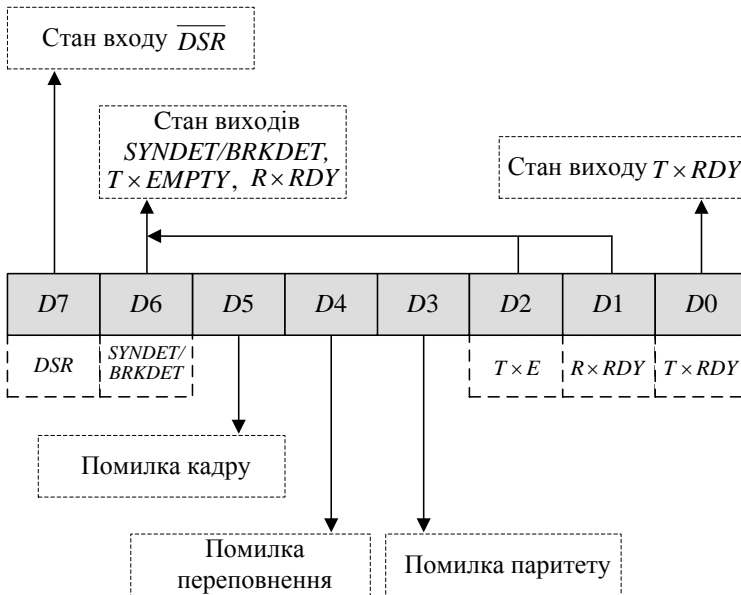 Стан входу DSR
Стан виходів
SYNDET/BRKDET,
T × EMPTY, R × RDY
Стан виходу T × RDY
D7 D6 D5 D4 D3 D2 D1 D0
DSR SYNDET/ T × E R × RDY T × RDY
BRKDET
Помилка кадру
Помилка
переповнення
Помилка паритету